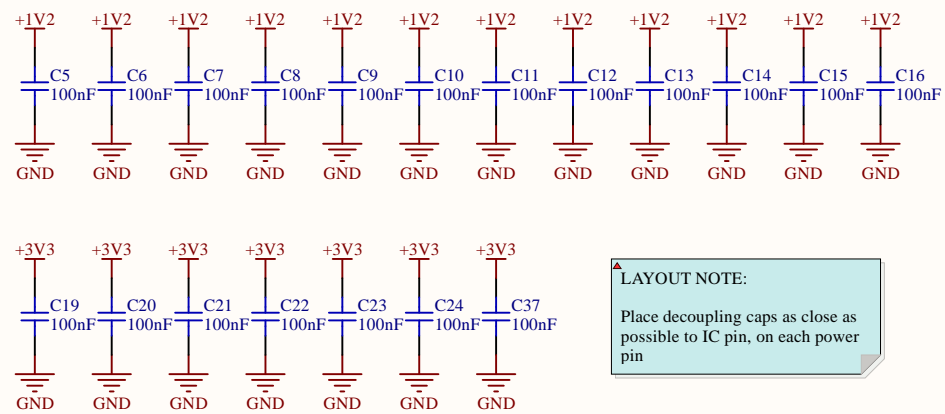 +1V2 +1V2 +1V2 +1V2 +1V2 +1V2 +1V2 +1V2 +1V2 +1V2 +1V2 +1V2
C5 C6 C7 C8 C9 C10 C11 C12 C13 C14 C15 C16
100nF 100nF 100nF 100nF 100nF 100nF 100nF 100nF 100nF 100nF 100nF 100nF
GND GND GND GND GND GND GND GND GND GND GND GND
+3V3 +3V3 +3V3 +3V3 +3V3 +3V3 +3V3
C19 C20 C21 C22 C23 C24 C37
100nF 100nF 100nF 100nF 100nF 100nF 100nF
GND GND GND GND GND GND GND
LAYOUT NOTE:
Place decoupling caps as close as
possible to IC pin, on each power
pin